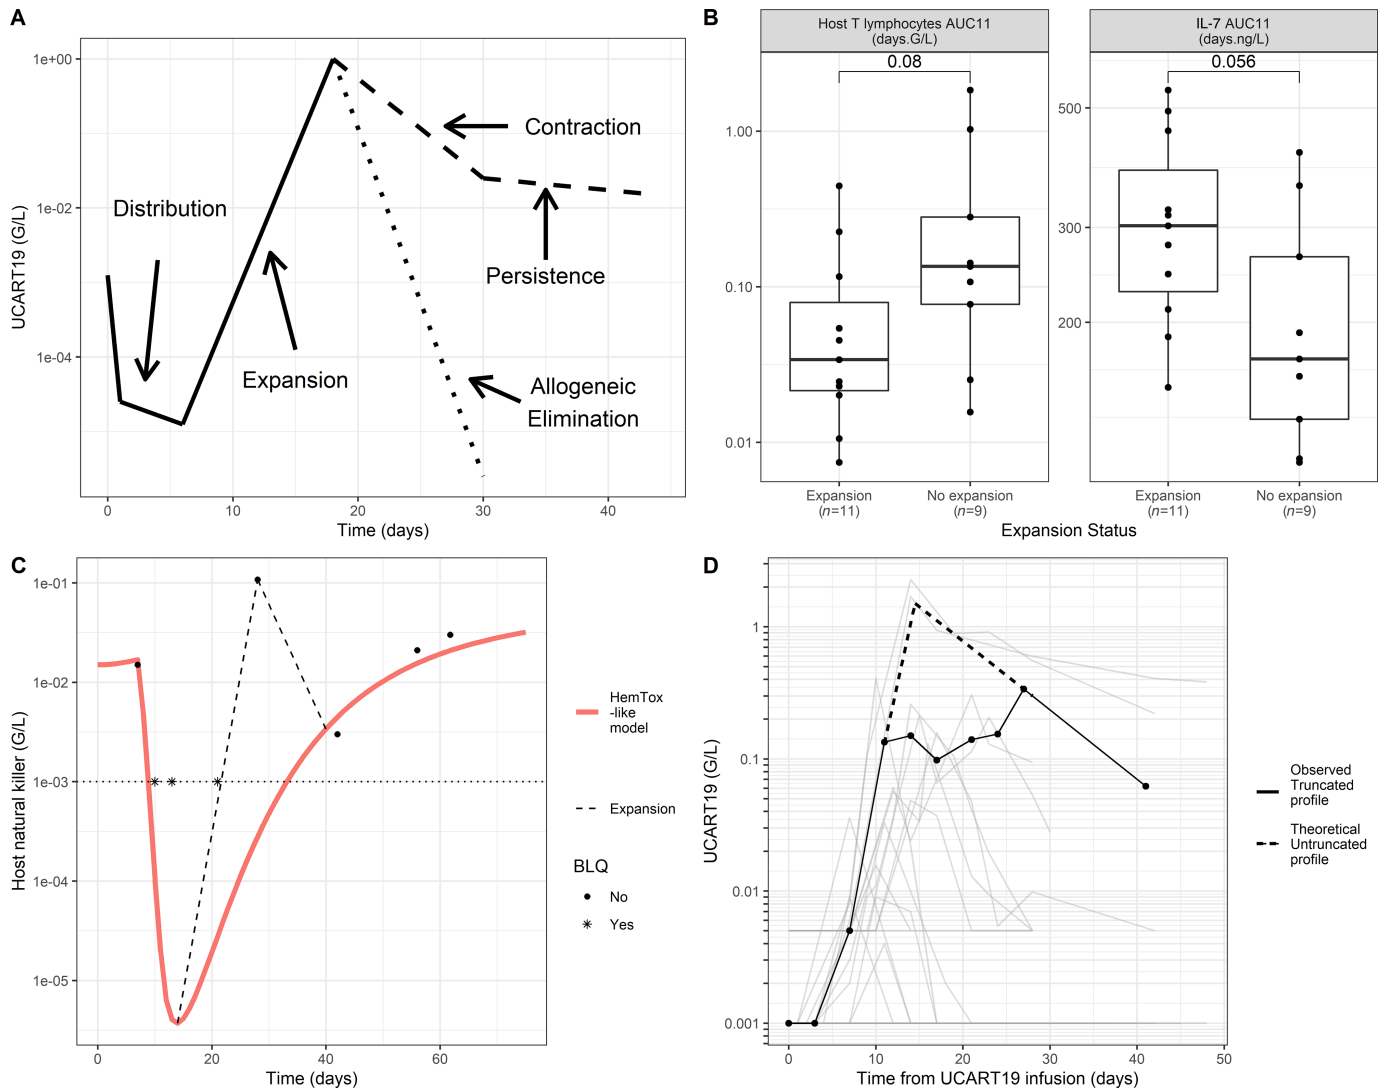 A
UCART19 (G/L)
1e+00
1e-02
1e-04
Distribution
Expansion
Contraction
Persistence
Allogeneic
Elimination
0
10
20
30
40
Time (days)
B
Host T lymphocytes AUC11
(days.G/L)
IL-7 AUC11
(days.ng/L)
0.08
0.056
1.00
0.10
0.01
500
300
200
Expansion
(n=11)
No expansion
(n=9)
Expansion
(n=11)
No expansion
(n=9)
Expansion Status
C
Host natural killer (G/L)
1e-01
1e-02
1e-03
1e-04
1e-05
0
20
40
60
Time (days)
HemTox
-like
model
Expansion
BLQ
No
Yes
D
UCART19 (G/L)
1
0.1
0.01
0.001
0
10
20
30
40
50
Time from UCART19 infusion (days)
Observed
Truncated
profile
Theoretical
Untruncated
profile